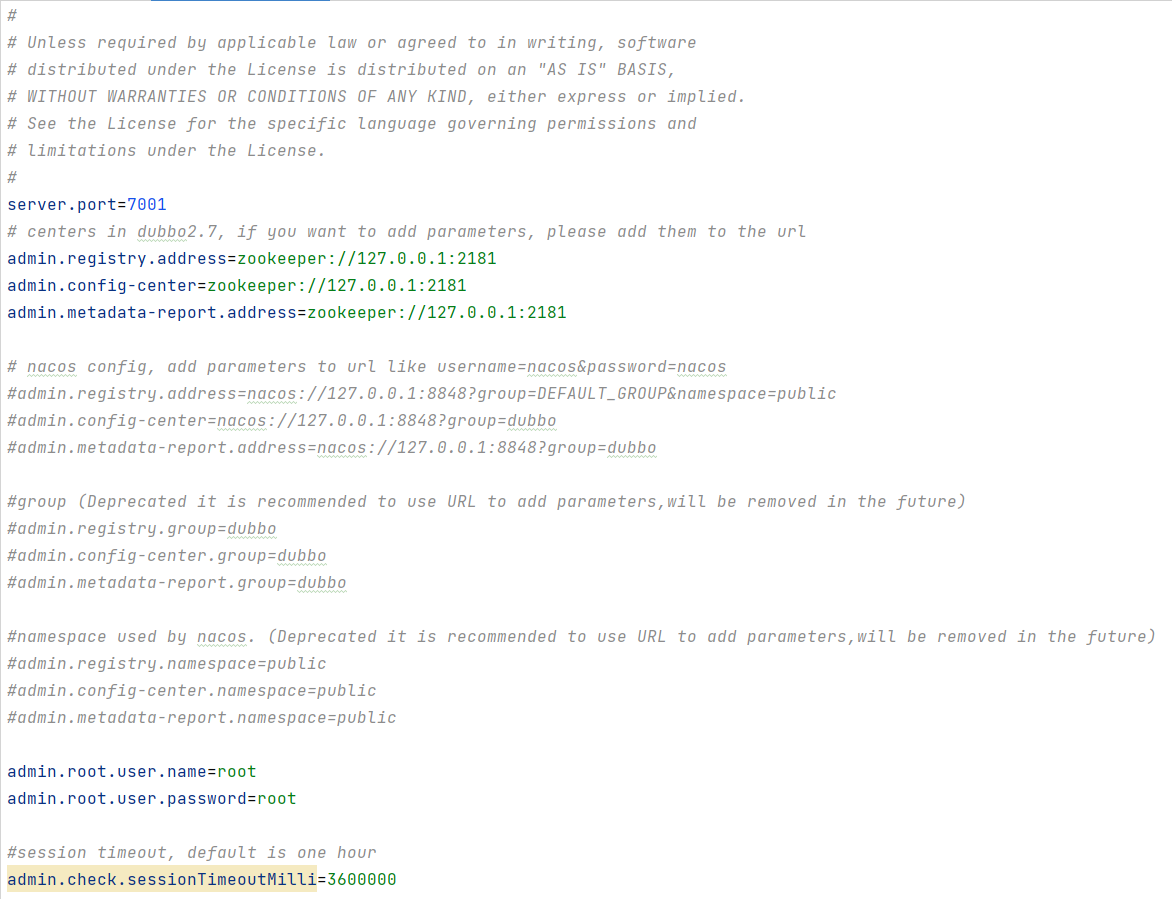 #
# Unless required by applicable law or agreed to in writing, software
# distributed under the License is distributed on an "AS IS" BASIS,
# WITHOUT WARRANTIES OR CONDITIONS OF ANY KIND, either express or implied.
# See the License for the specific language governing permissions and
# limitations under the License.
#
server.port=7001
# centers in dubbo2.7, if you want to add parameters, please add them to the url
admin.registry.address=zookeeper://127.0.0.1:2181
admin.config-center=zookeeper://127.0.0.1:2181
admin.metadata-report.address=zookeeper://127.0.0.1:2181

# nacos config, add parameters to url like username=nacos&password=nacos
#admin.registry.address=nacos://127.0.0.1:8848?group=DEFAULT_GROUP&namespace=public
#admin.config-center=nacos://127.0.0.1:8848?group=dubbo
#admin.metadata-report.address=nacos://127.0.0.1:8848?group=dubbo

#group (Deprecated it is recommended to use URL to add parameters,will be removed in the future)
#admin.registry.group=dubbo
#admin.config-center.group=dubbo
#admin.metadata-report.group=dubbo

#namespace used by nacos. (Deprecated it is recommended to use URL to add parameters,will be removed in the future)
#admin.registry.namespace=public
#admin.config-center.namespace=public
#admin.metadata-report.namespace=public

admin.root.user.name=root
admin.root.user.password=root

#session timeout, default is one hour
admin.check.sessionTimeoutMilli=3600000